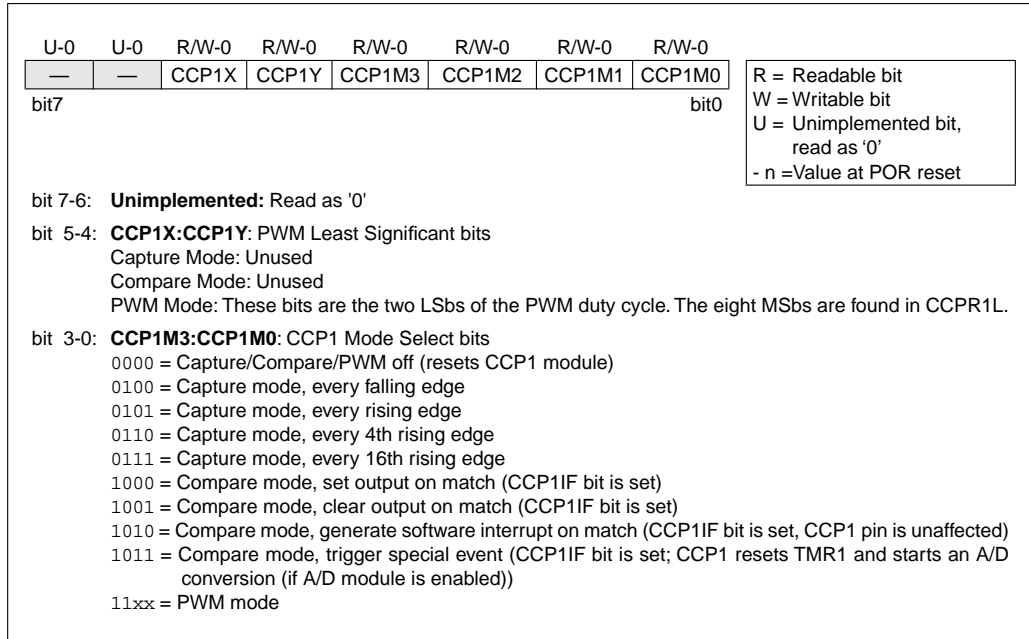 U-0 U-0 R/W-0 R/W-0 R/W-0 R/W-0 R/W-0 R/W-0
— — CCP1X CCP1Y CCP1M3 CCP1M2 CCP1M1 CCP1M0
bit7 bit0
R = Readable bit
W = Writable bit
U = Unimplemented bit,
read as ‘0’
- n =Value at POR reset
bit 7-6: Unimplemented: Read as '0'
bit 5-4: CCP1X:CCP1Y: PWM Least Significant bits
Capture Mode: Unused
Compare Mode: Unused
PWM Mode: These bits are the two LSbs of the PWM duty cycle. The eight MSbs are found in CCPR1L.
bit 3-0: CCP1M3:CCP1M0: CCP1 Mode Select bits
0000 = Capture/Compare/PWM off (resets CCP1 module)
0100 = Capture mode, every falling edge
0101 = Capture mode, every rising edge
0110 = Capture mode, every 4th rising edge
0111 = Capture mode, every 16th rising edge
1000 = Compare mode, set output on match (CCP1IF bit is set)
1001 = Compare mode, clear output on match (CCP1IF bit is set)
1010 = Compare mode, generate software interrupt on match (CCP1IF bit is set, CCP1 pin is unaffected)
1011 = Compare mode, trigger special event (CCP1IF bit is set; CCP1 resets TMR1 and starts an A/D
conversion (if A/D module is enabled))
11xx = PWM mode